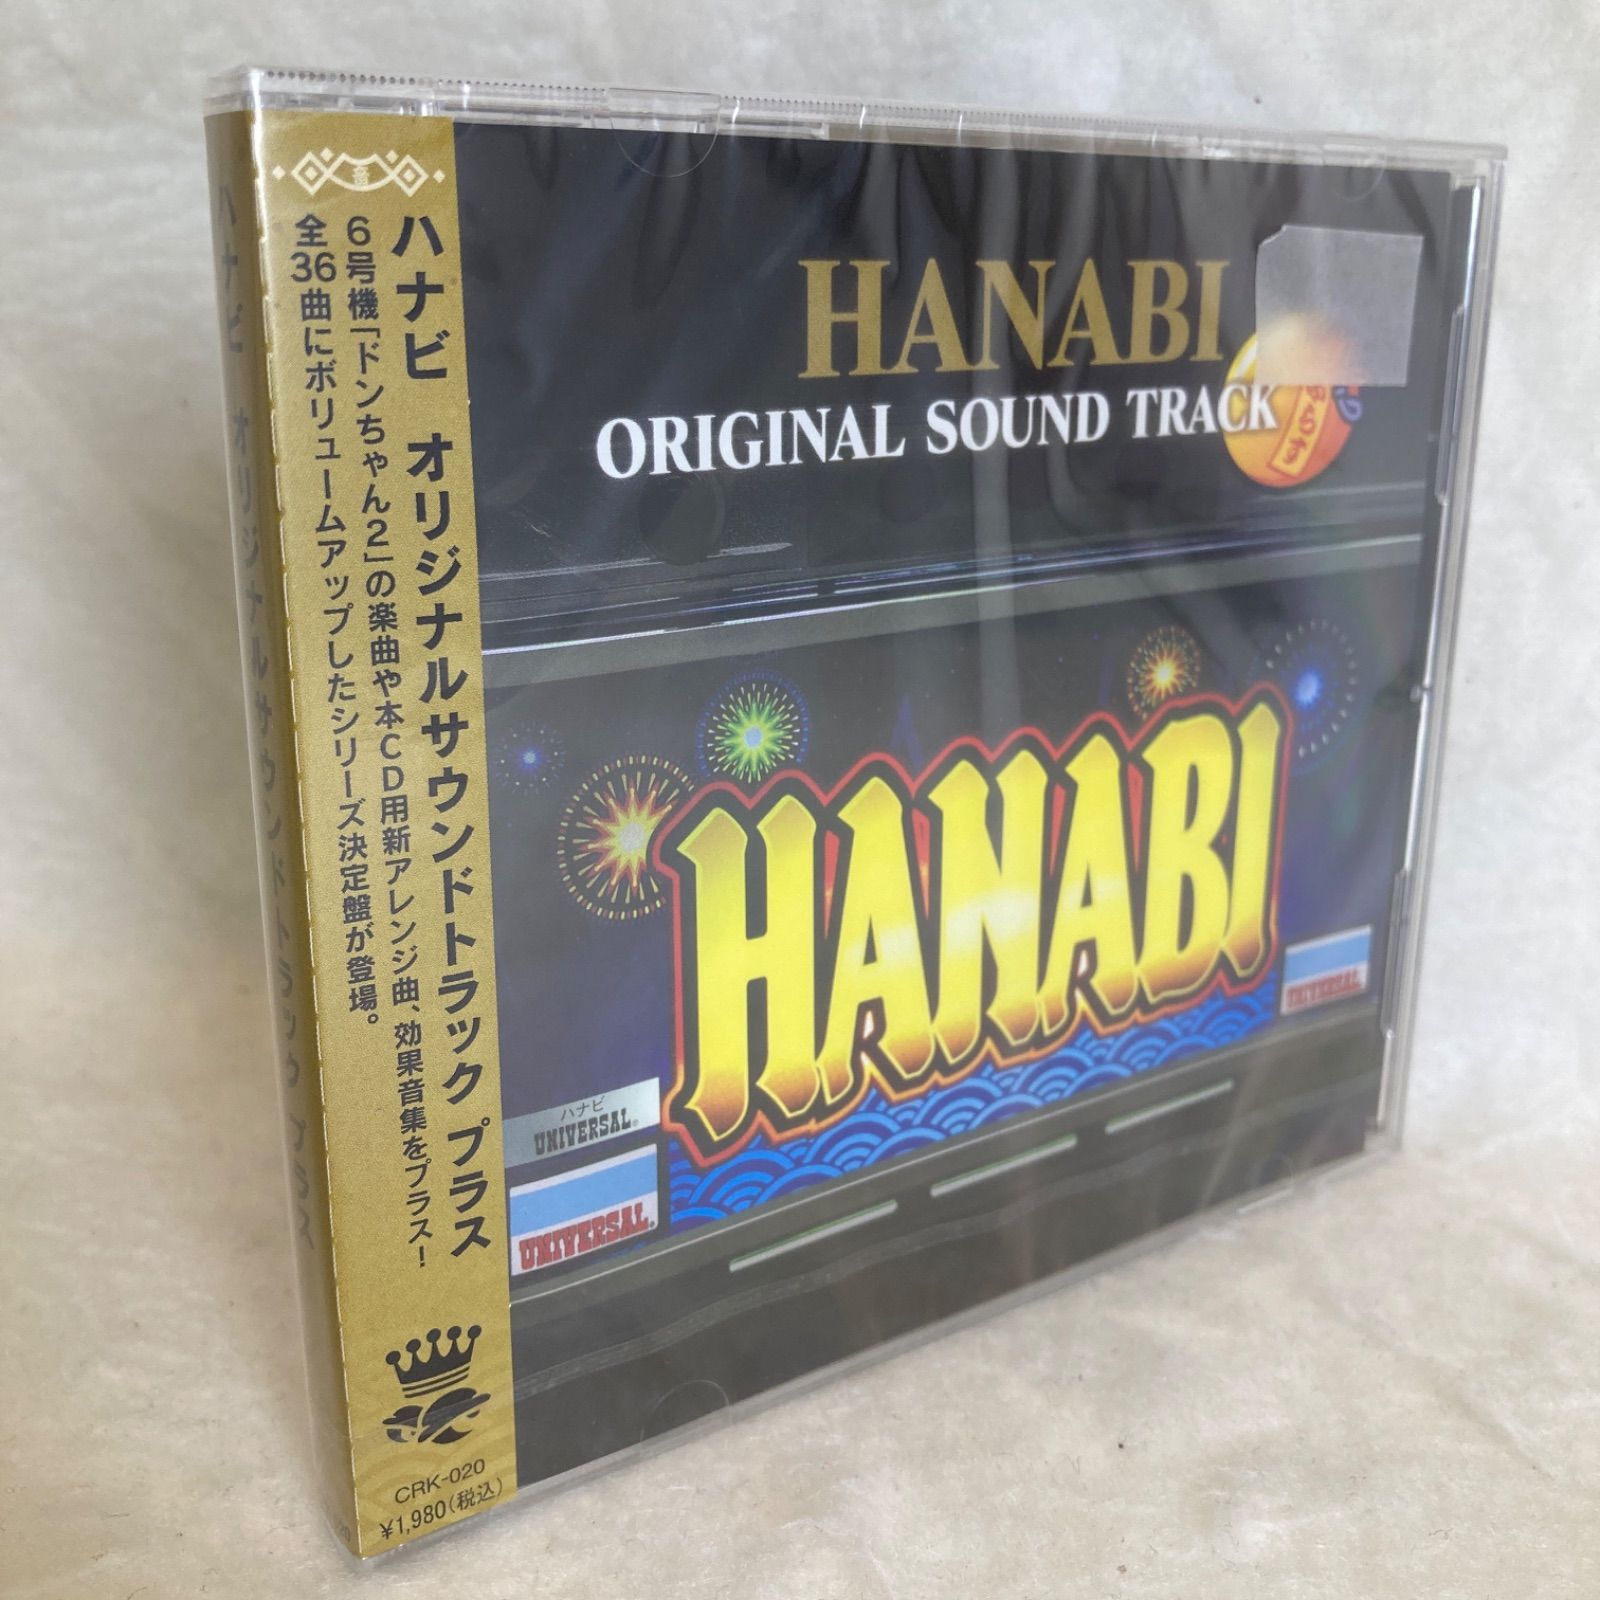 ハナビ オリジナルサウンドトラック プラス
6号機「ドンちゃん2」の楽曲や本CD用新アレンジ曲、効果音集をプラス!
全36曲にボリュームアップしたシリーズ決定盤が登場。
CRK-020
¥1,980(税込)
ハナビ オリジナルサウンドトラック プラス
HANABI
ORIGINAL SOUND TRACK
HANABI
ハナビ
UNIVERSAL
UNIVERSAL
UNIVERSAL